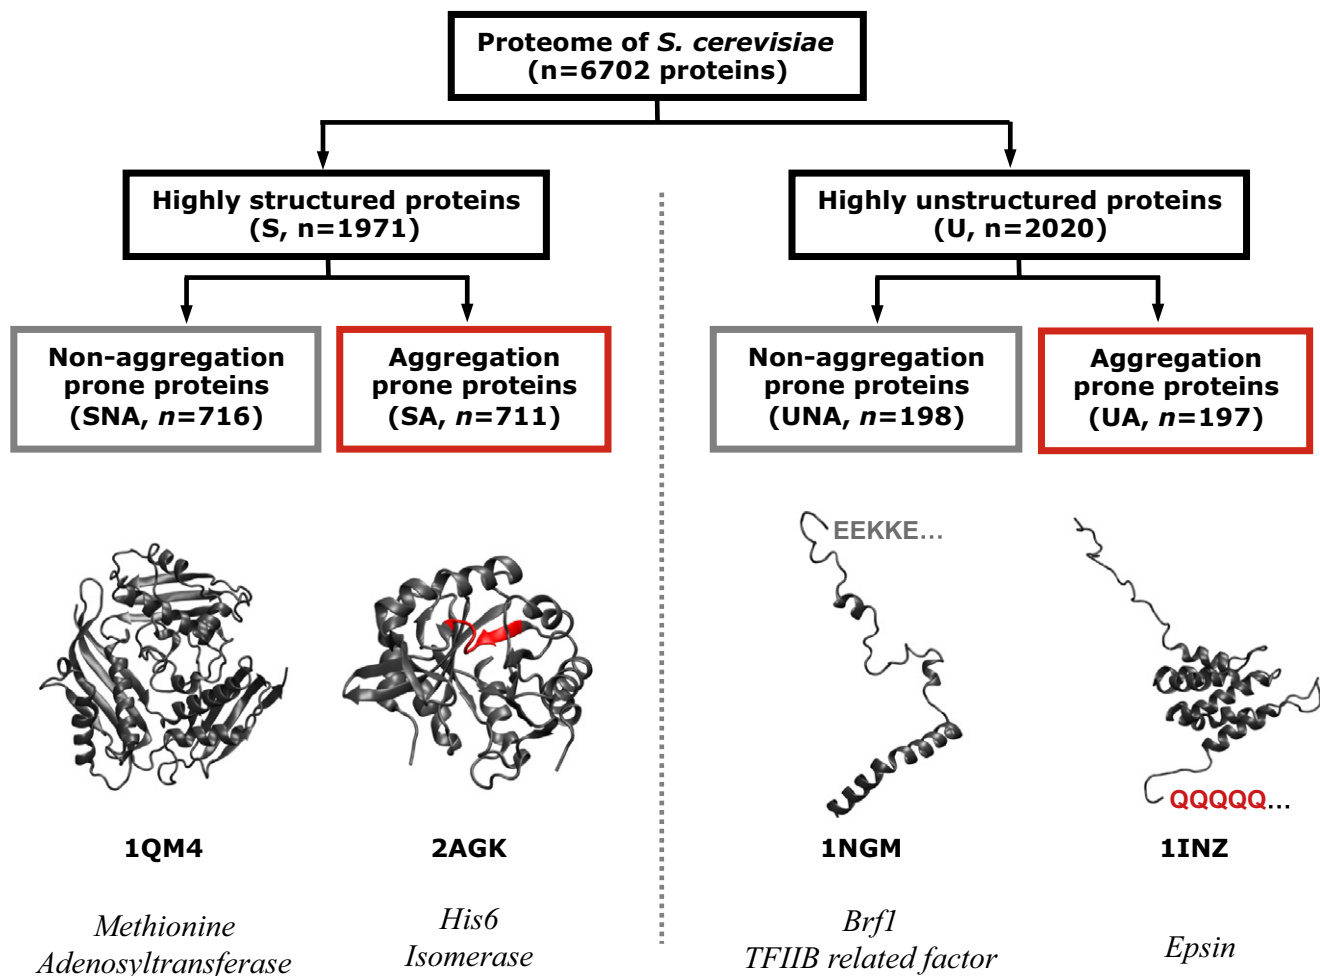 Proteome of S. cerevisiae
(n=6702 proteins)
Highly structured proteins
(S, n=1971)
Highly unstructured proteins
(U, n=2020)
Non-aggregation
prone proteins
(SNA, n=716)
Aggregation
prone proteins
(SA, n=711)
Non-aggregation
prone proteins
(UNA, n=198)
Aggregation
prone proteins
(UA, n=197)
EEKKE...
QQQQQ...
1QM4
2AGK
1NGM
1INZ
Methionine
Adenosyltransferase
His6
Isomerase
Brf1
TFIIB related factor
Epsin